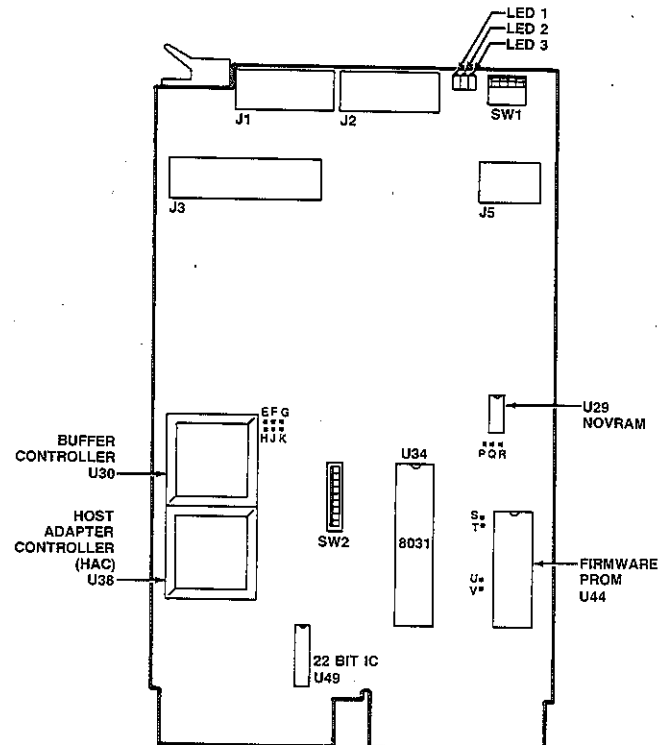 LED 1
LED 2
LED 3
J1
J2
SW1
J3
J5
E F G
H J K
BUFFER
CONTROLLER
U30
HOST
ADAPTER
CONTROLLER
(HAC)
U38
SW2
U34
8031
U29
NOVRAM
P Q R
S
T
U
V
FIRMWARE
PROM
U44
22 BIT IC
U49